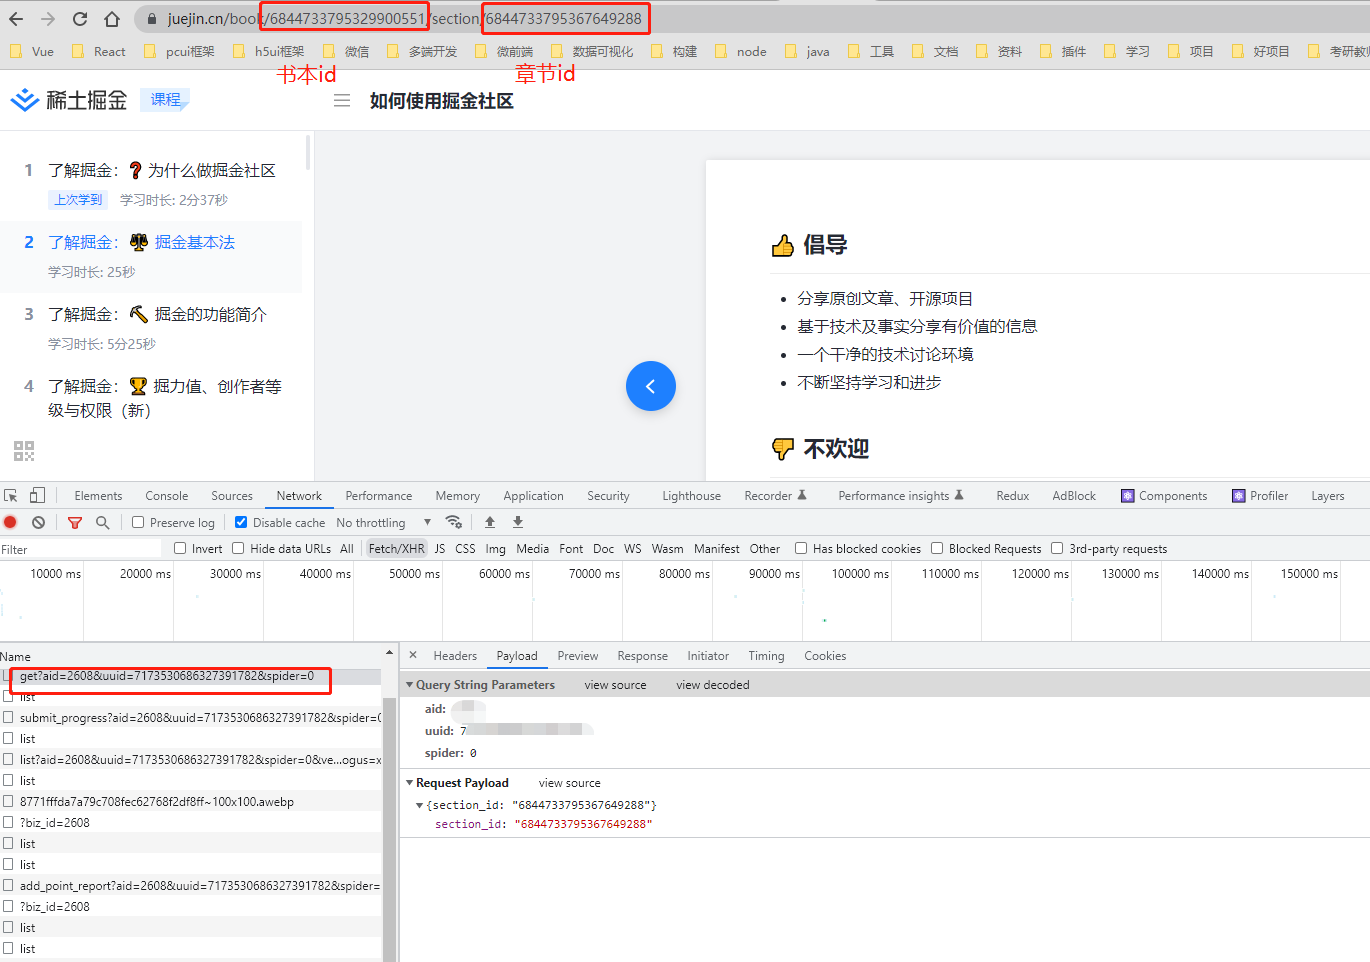 juejin.cn/book/6844733795329900551/section/6844733795367649288
Vue React pcui框架 h5ui框架 微信 多端开发 微前端 数据可视化 构建 node java 工具 文档 资料 插件 学习 项目 好项目
书本id 章节id
稀土掘金 课程 如何使用掘金社区
1 了解掘金：❓ 为什么做掘金社区
上次学到 学习时长: 2分37秒
2 了解掘金：⚖ 掘金基本法
学习时长: 25秒
3 了解掘金：🔨 掘金的功能简介
学习时长: 5分25秒
4 了解掘金：🏆 掘力值、创作者等
级与权限（新）
👍 倡导
• 分享原创文章、开源项目
• 基于技术及事实分享有价值的信息
• 一个干净的技术讨论环境
• 不断坚持学习和进步
👎 不欢迎
Elements Console Sources Network Performance Memory Application Security Lighthouse Recorder Performance insights Redux AdBlock Components Profiler Layers
Preserve log Disable cache No throttling
Filter Invert Hide data URLs All Fetch/XHR JS CSS Img Media Font Doc WS Wasm Manifest Other Has blocked cookies Blocked Requests 3rd-party requests
10000 ms 20000 ms 30000 ms 40000 ms 50000 ms 60000 ms 70000 ms 80000 ms 90000 ms 100000 ms 110000 ms 120000 ms 130000 ms 140000 ms 150000 ms
Name
get?aid=2608&uuid=7173530686327391782&spider=0
list
submit_progress?aid=2608&uuid=7173530686327391782&spider=0
list
list?aid=2608&uuid=7173530686327391782&spider=0&ve...ogus=x
list
8771fffda7a79c708fec62768f2df8ff~100x100.awebp
?biz_id=2608
list
list
add_point_report?aid=2608&uuid=7173530686327391782&spider=
?biz_id=2608
list
list
× Headers Payload Preview Response Initiator Timing Cookies
Query String Parameters view source view decoded
aid:
uuid: 7
spider: 0
Request Payload view source
{section_id: "6844733795367649288"}
section_id: "6844733795367649288"